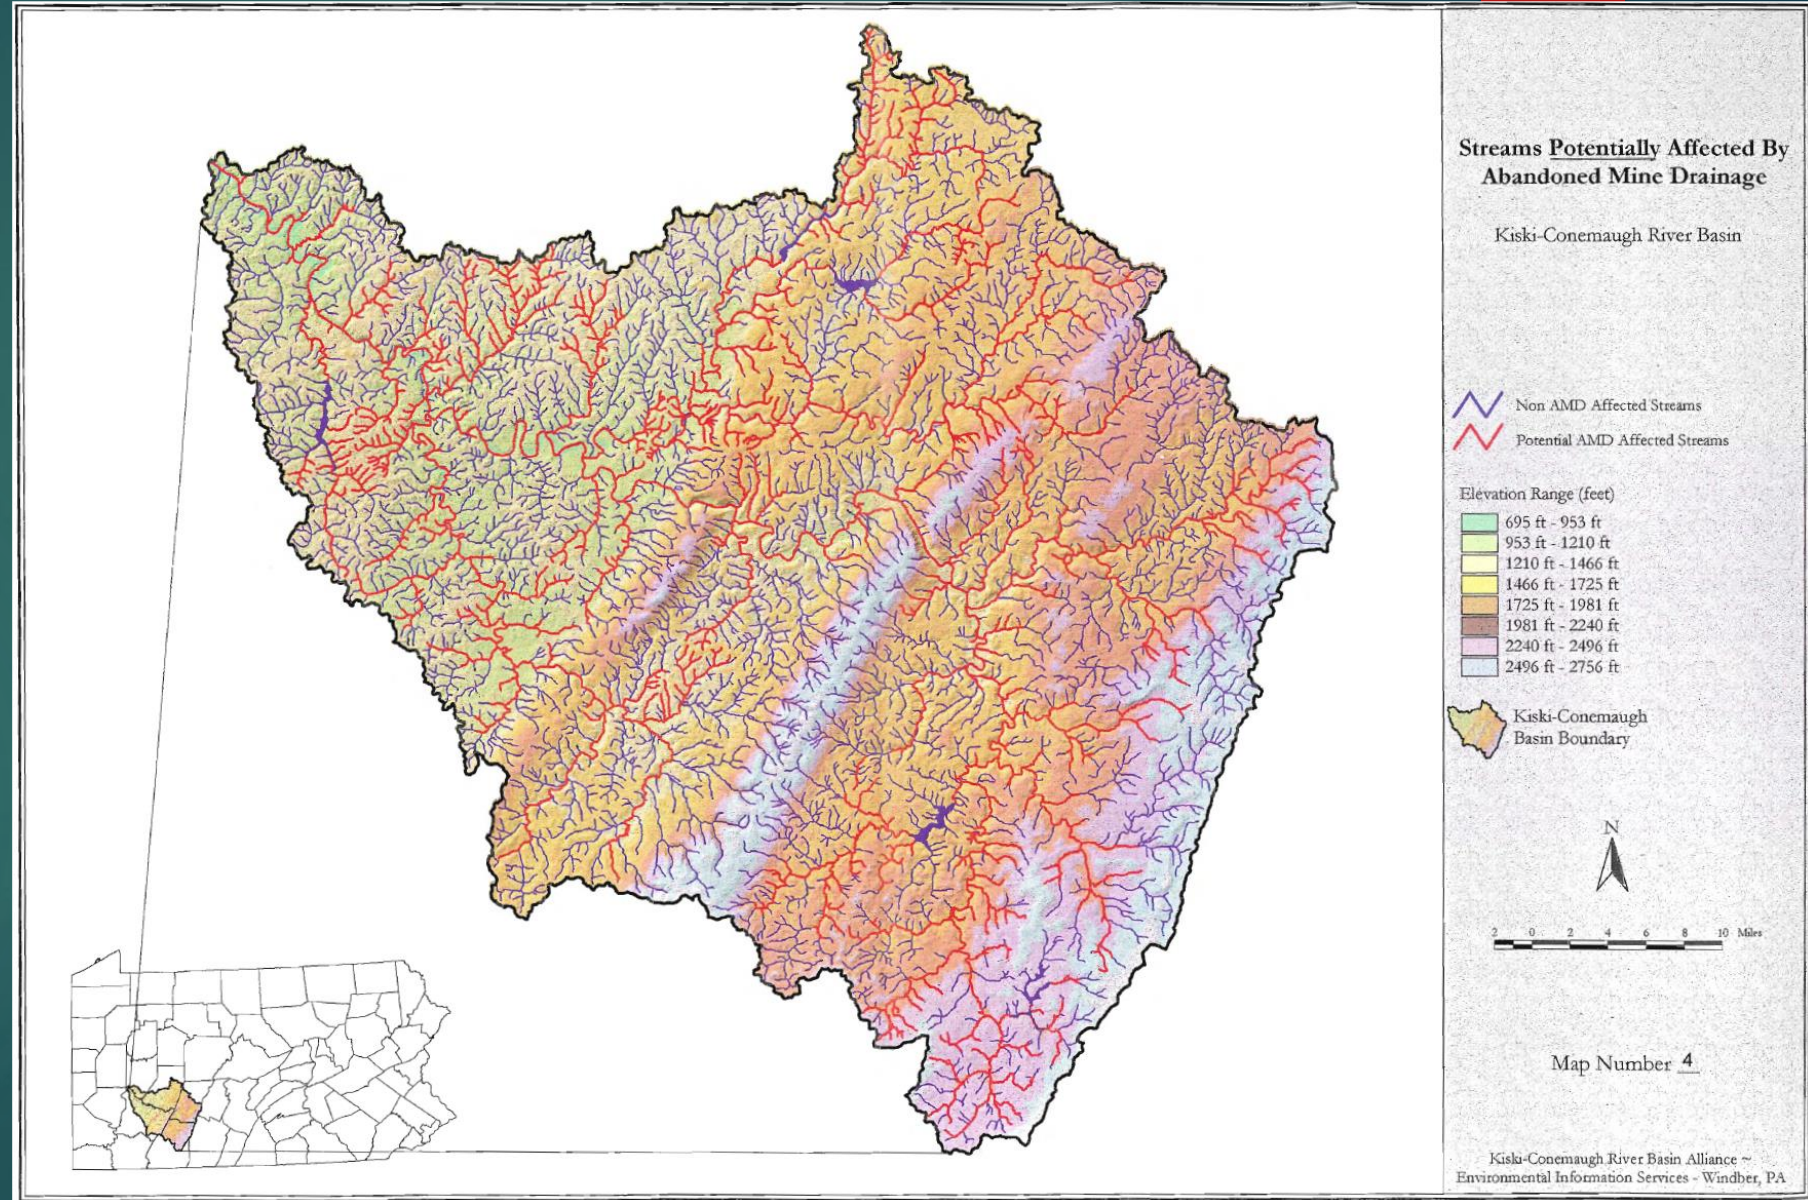 Streams Potentially Affected By
Abandoned Mine Drainage
Kiski-Conemaugh River Basin
Non AMD Affected Streams
Potential AMD Affected Streams
Elevation Range (feet)
695 ft - 953 ft
953 ft - 1210 ft
1210 ft - 1466 ft
1466 ft - 1725 ft
1725 ft - 1981 ft
1981 ft - 2240 ft
2240 ft - 2496 ft
2496 ft - 2756 ft
Kiski-Conemaugh
Basin Boundary
N
2 0 2 4 6 8 10 Miles
Map Number 4
Kiski-Conemaugh River Basin Alliance ~
Environmental Information Services - Windber, PA